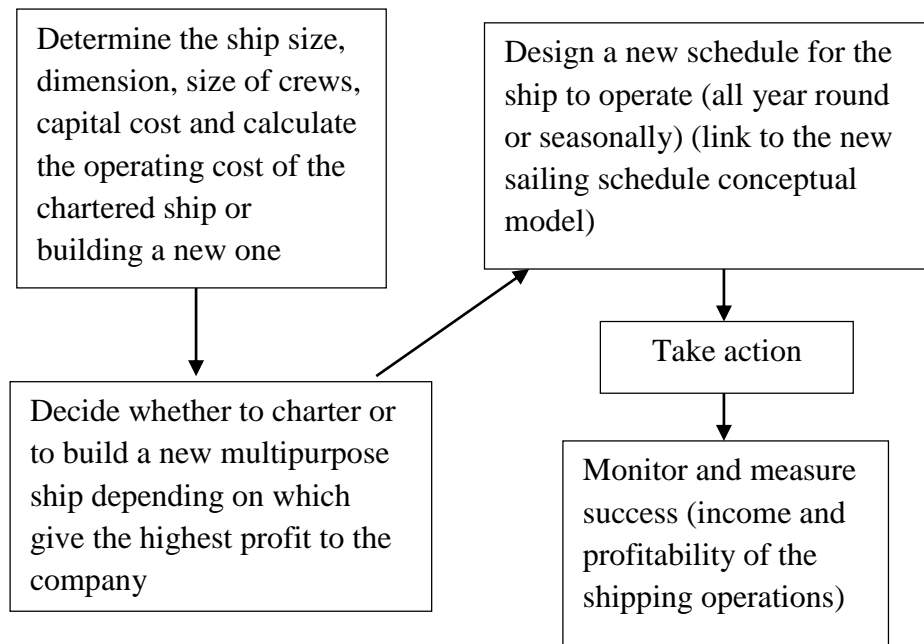 Determine the ship size,
dimension, size of crews,
capital cost and calculate
the operating cost of the
chartered ship or
building a new one
Decide whether to charter or
to build a new multipurpose
ship depending on which
give the highest profit to the
company
Design a new schedule for the
ship to operate (all year round
or seasonally) (link to the new
sailing schedule conceptual
model)
Take action
Monitor and measure
success (income and
profitability of the
shipping operations)